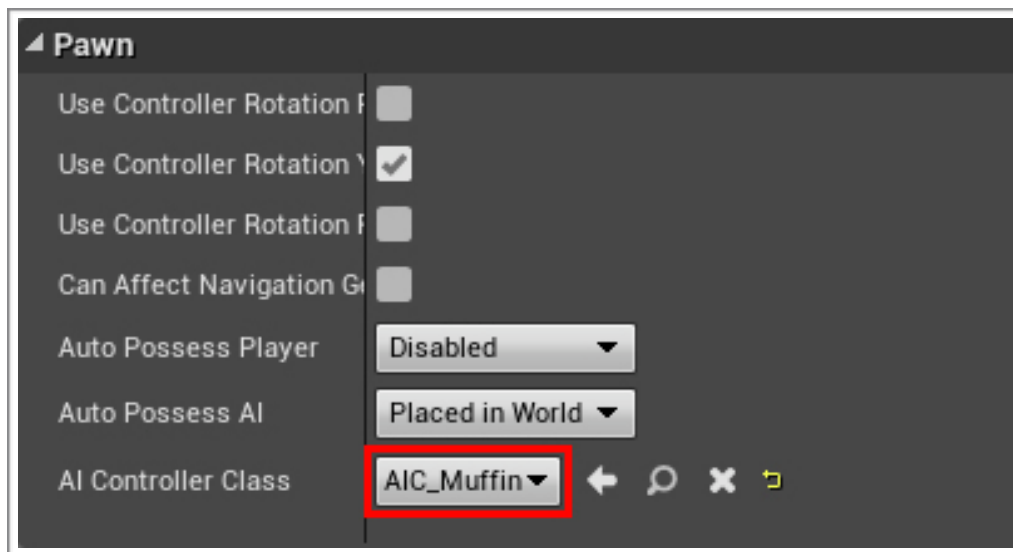 Pawn
Use Controller Rotation
Use Controller Rotation
Use Controller Rotation
Can Affect Navigation
Auto Possess Player Disabled
Auto Possess AI Placed in World
AI Controller Class AIC_Muffin